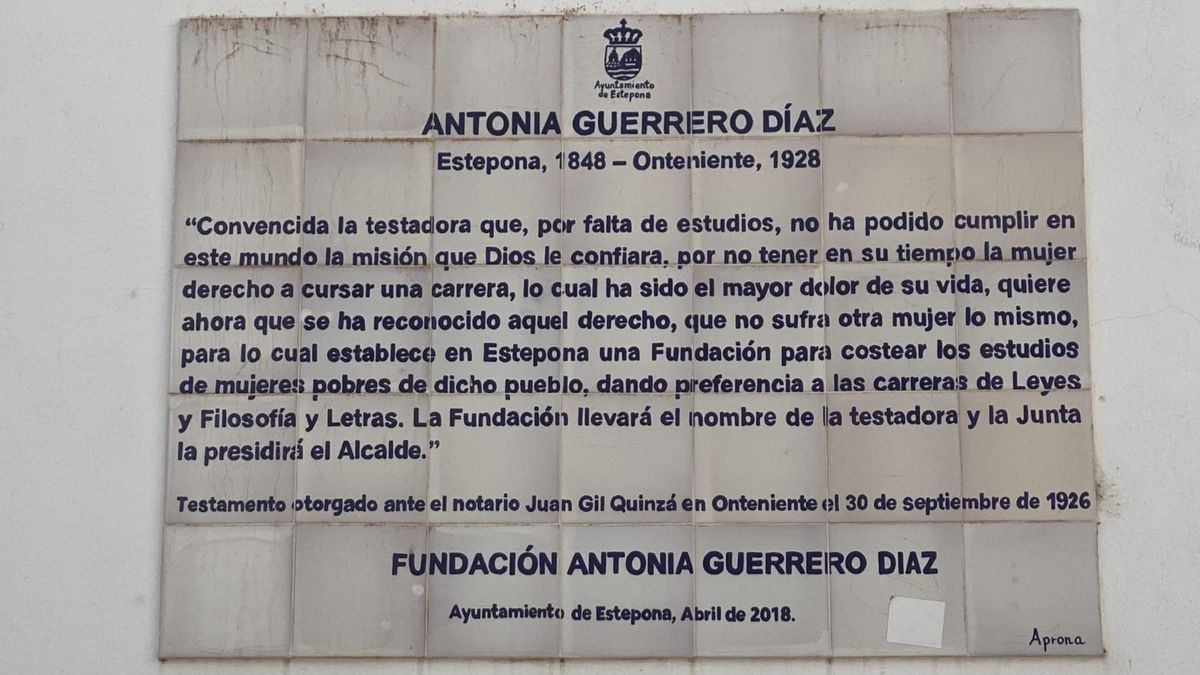 Ayuntamiento
de Estepona
ANTONIA GUERRERO DÍAZ
Estepona, 1848 – Onteniente, 1928
“Convencida la testadora que, por falta de estudios, no ha podido cumplir en
este mundo la misión que Dios le confiara, por no tener en su tiempo la mujer
derecho a cursar una carrera, lo cual ha sido el mayor dolor de su vida, quiere
ahora que se ha reconocido aquel derecho, que no sufra otra mujer lo mismo,
para lo cual establece en Estepona una Fundación para costear los estudios
de mujeres pobres de dicho pueblo, dando preferencia a las carreras de Leyes
y Filosofía y Letras. La Fundación llevará el nombre de la testadora y la Junta
la presidirá el Alcalde.”
Testamento otorgado ante el notario Juan Gil Quinzá en Onteniente el 30 de septiembre de 1926
FUNDACIÓN ANTONIA GUERRERO DIAZ
Ayuntamiento de Estepona, Abril de 2018.
Aprona